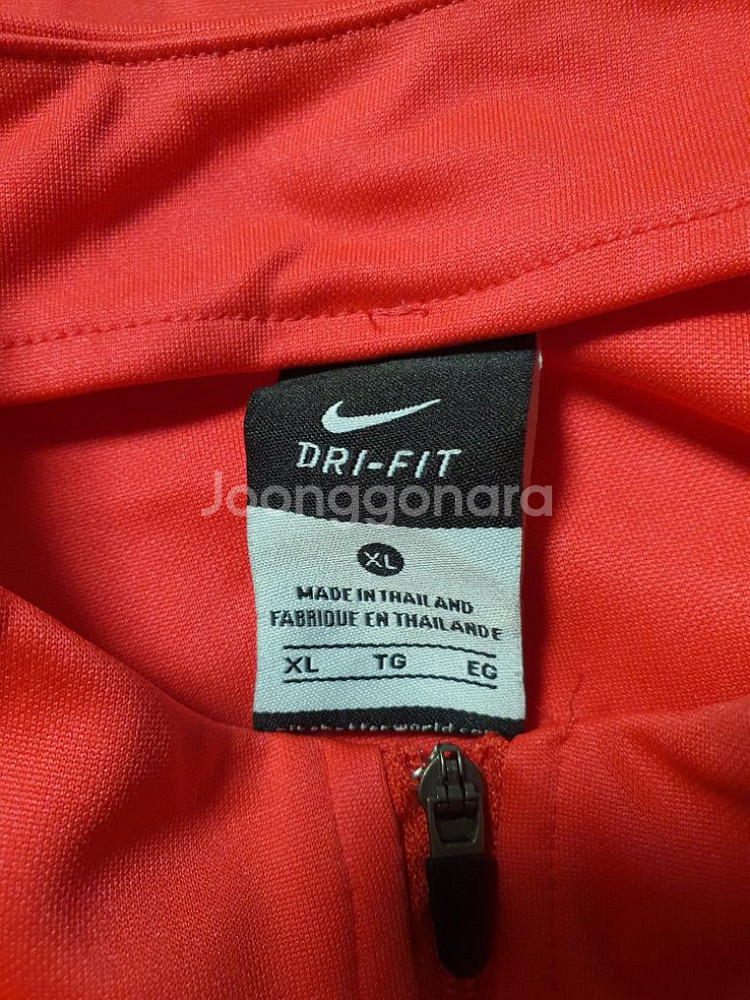 DRI-FIT
Joonggonara
XL
MADE IN THAILAND
FABRIQUE EN THAILANDE
XL TG EG